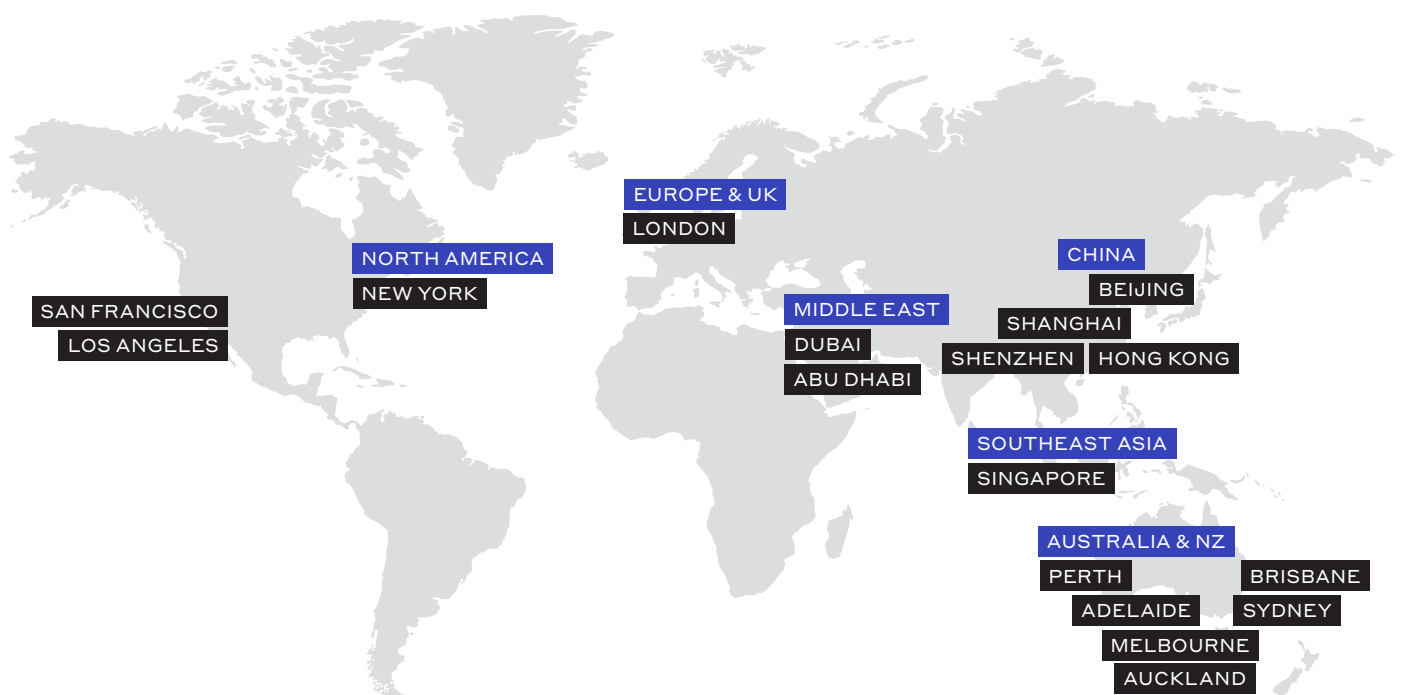 EUROPE & UK
LONDON
NORTH AMERICA
NEW YORK
SAN FRANCISCO
LOS ANGELES
MIDDLE EAST
DUBAI
ABU DHABI
CHINA
BEIJING
SHANGHAI
SHENZHEN HONG KONG
SOUTHEAST ASIA
SINGAPORE
AUSTRALIA & NZ
PERTH BRISBANE
ADELAIDE SYDNEY
MELBOURNE
AUCKLAND